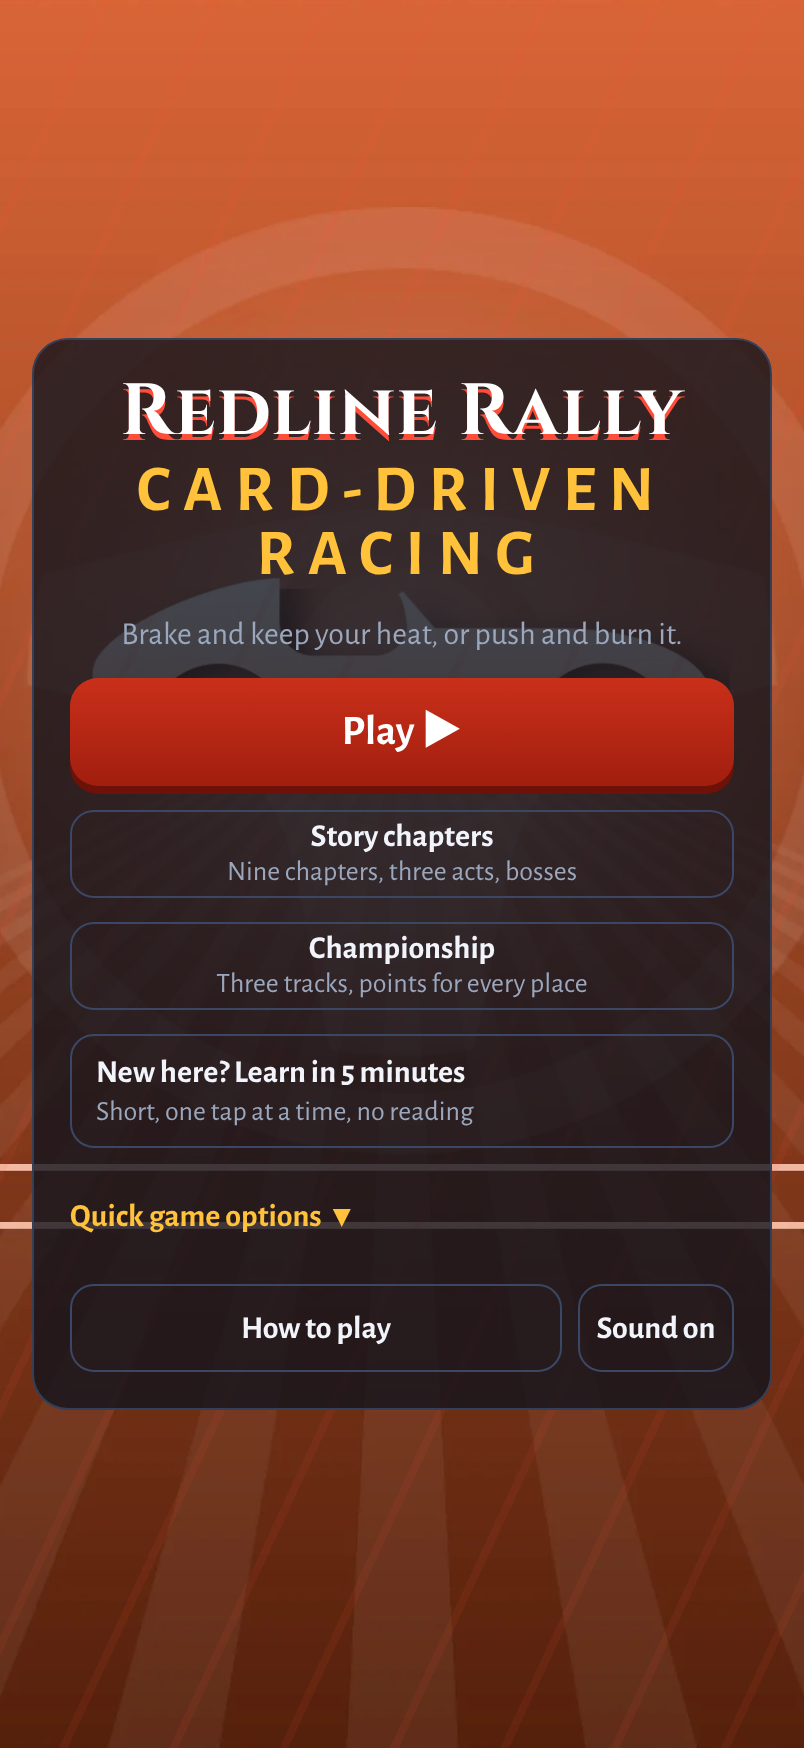 Redline Rally
CARD-DRIVEN
RACING
Brake and keep your heat, or push and burn it.
Play ▶
Story chapters
Nine chapters, three acts, bosses
Championship
Three tracks, points for every place
New here? Learn in 5 minutes
Short, one tap at a time, no reading
Quick game options ▼
How to play
Sound on